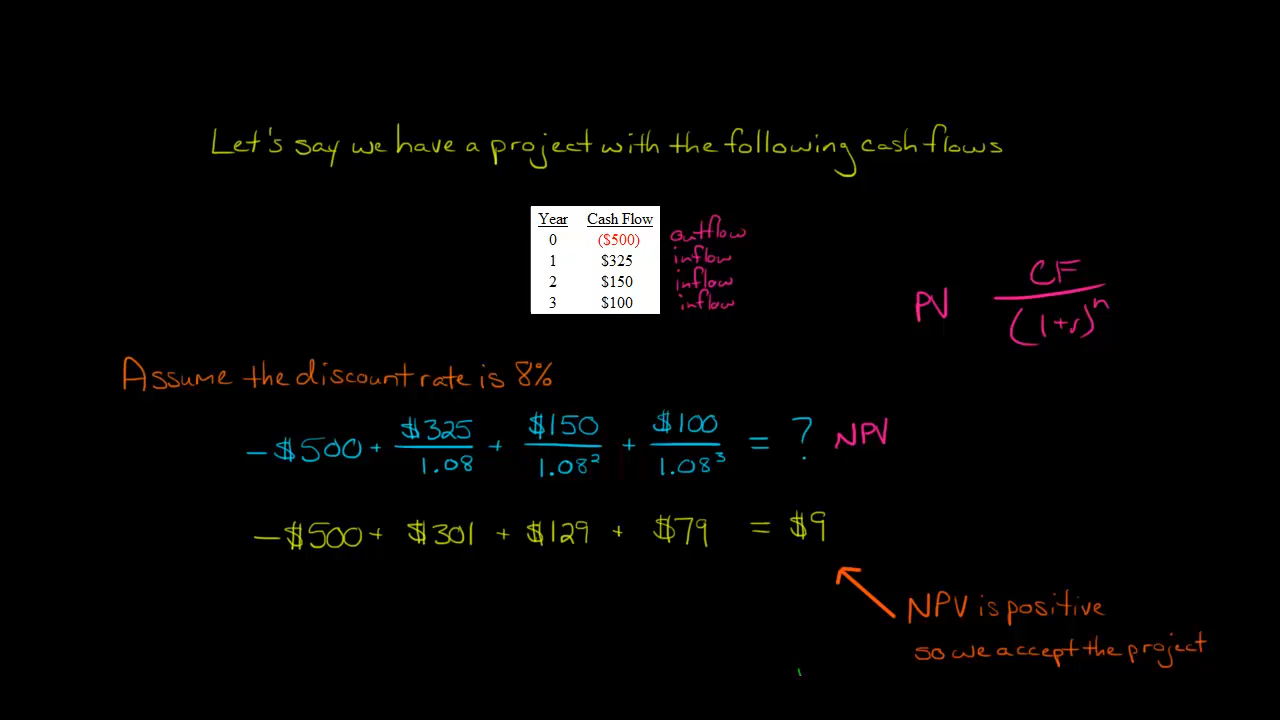 Let's say we have a project with the following cash flows
Year Cash Flow
0 ($500) outflow
1 $325 inflow
2 $150 inflow
3 $100 inflow
PV CF/(1+r)^n
Assume the discount rate is 8%
-$500 + $325/1.08 + $150/1.08² + $100/1.08³ = ? NPV
-$500 + $301 + $129 + $79 = $9
NPV is positive
so we accept the project